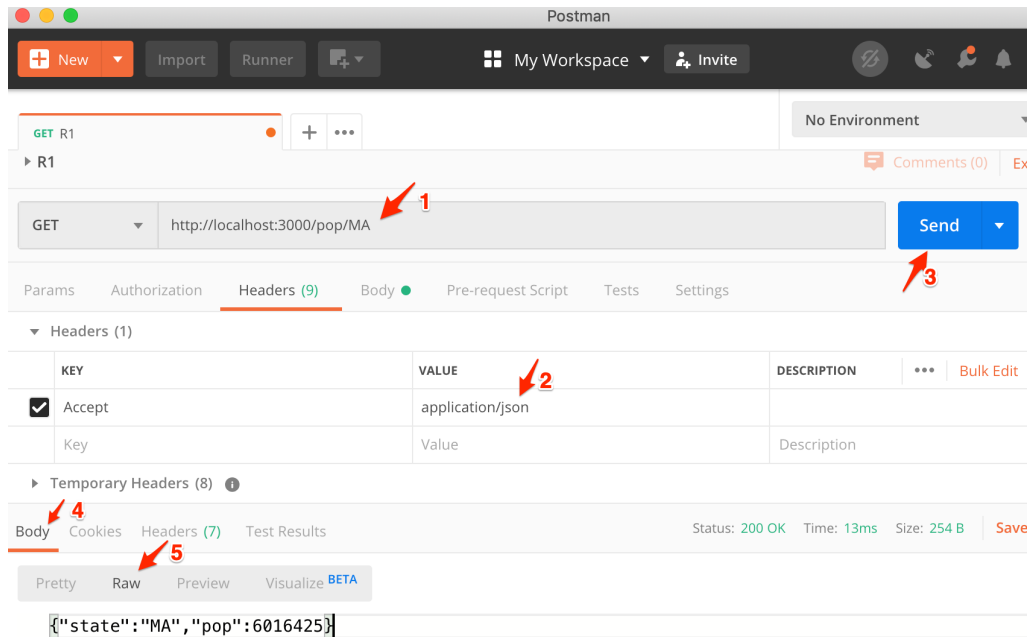 Postman
New Import Runner My Workspace Invite
GET R1 No Environment
R1 Comments (0) Ex
1
GET http://localhost:3000/pop/MA Send
3
Params Authorization Headers (9) Body Pre-request Script Tests Settings
Headers (1)
KEY VALUE DESCRIPTION Bulk Edit
2
Accept application/json
Key Value Description
Temporary Headers (8)
4
Body Cookies Headers (7) Test Results Status: 200 OK Time: 13ms Size: 254 B Save
5
Pretty Raw Preview Visualize BETA
{"state":"MA","pop":6016425}